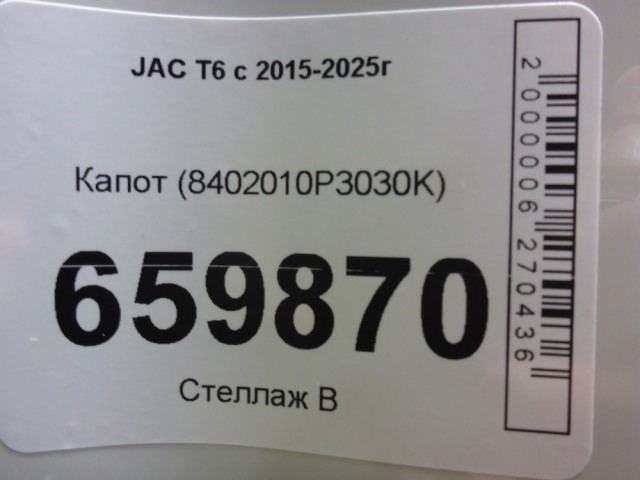 JAC T6 с 2015-2025г
Капот (8402010P3030K)
659870
Стеллаж В
2000006270436